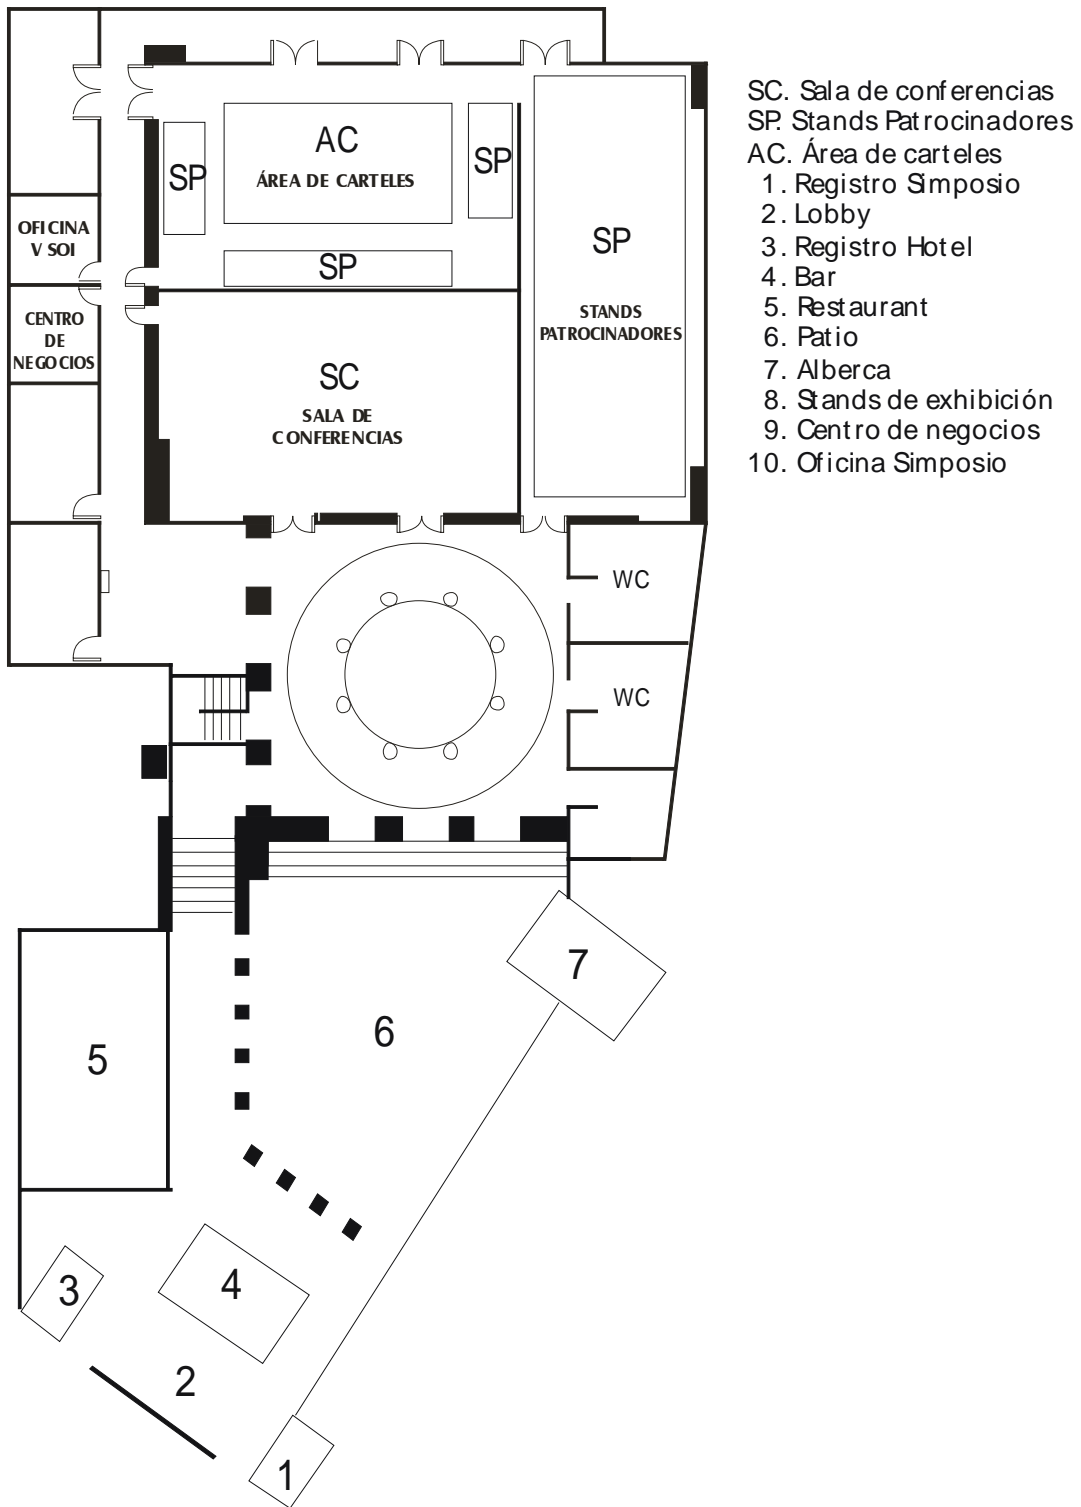 SC. Sala de conferencias
SP. Stands Patrocinadores
AC. Área de carteles
1. Registro Simposio
2. Lobby
3. Registro Hotel
4. Bar
5. Restaurant
6. Patio
7. Alberca
8. Stands de exhibición
9. Centro de negocios
10. Oficina Simposio
AC
ÁREA DE CARTELES
SP
SP
SP
SP
STANDS
PATROCINADORES
OFICINA
V SOI
CENTRO
DE
NEGOCIOS
SC
SALA DE
CONFERENCIAS
WC
WC
7
6
5
4
3
2
1